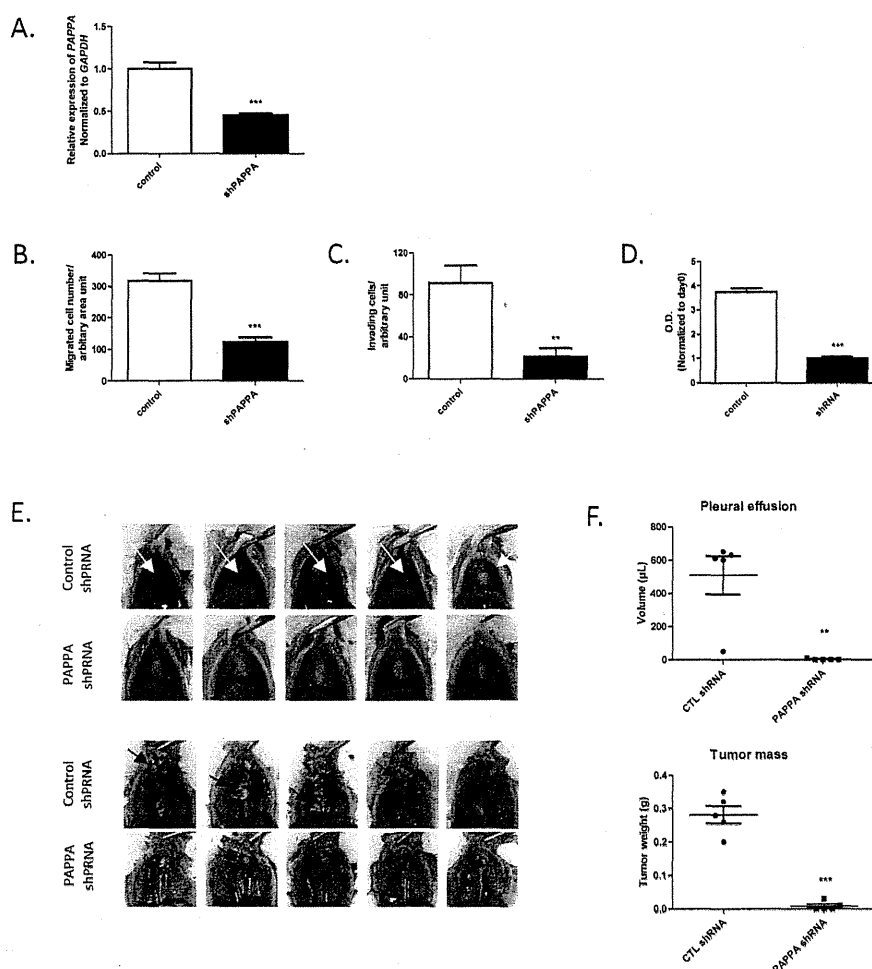 A.
Relative expression of PAPPA
Normalized to GAPDH
1.5
1.0
0.5
0.0
***
control
shPAPPA
B.
Migrated cell number/
arbitary area unit
400
300
200
100
0
***
control
shPAPPA
C.
Invading cells/
arbitrary unit
120
80
40
0
**
control
shPAPPA
D.
O.D.
(Normalized to day0)
5
4
3
2
1
0
***
control
shRNA
E.
Control
shPRNA
PAPPA
shPRNA
Control
shPRNA
PAPPA
shPRNA
F.
Pleural effusion
Volume (µL)
800
600
400
200
0
**
CTL shRNA
PAPPA shRNA
Tumor mass
Tumor weight (g)
0.4
0.3
0.2
0.1
0.0
***
CTL shRNA
PAPPA shRNA